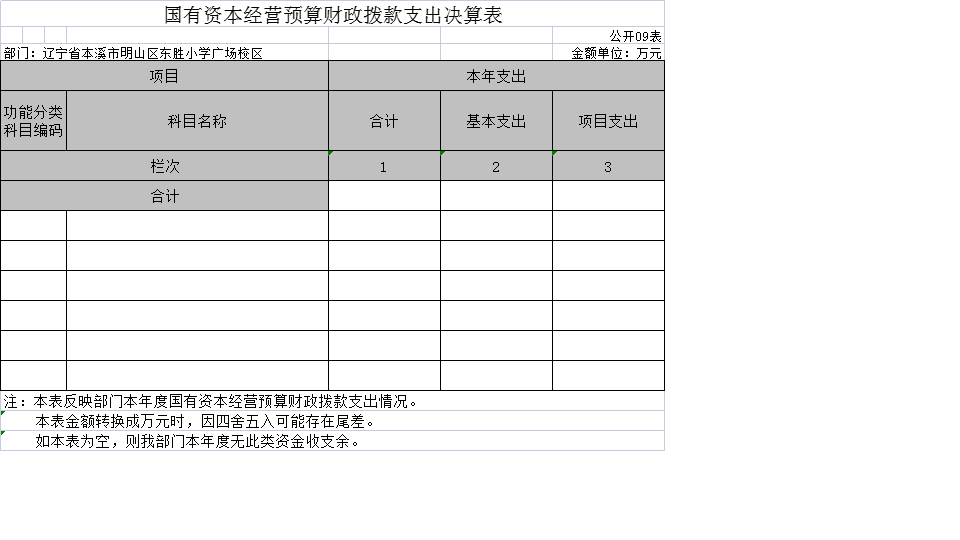 国有资本经营预算财政拨款支出决算表
公开09表
部门：辽宁省本溪市明山区东胜小学广场校区 金额单位：万元
项目 本年支出
功能分类
科目编码 科目名称 合计 基本支出 项目支出
栏次 1 2 3
合计
注：本表反映部门本年度国有资本经营预算财政拨款支出情况。
本表金额转换成万元时，因四舍五入可能存在尾差。
如本表为空，则我部门本年度无此类资金收支余。